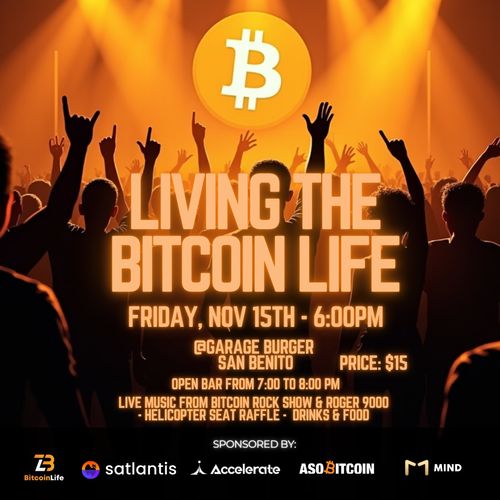 LIVING THE
BITCOIN LIFE
FRIDAY, NOV 15TH - 6:00PM
@GARAGE BURGER
SAN BENITO
PRICE: $15
OPEN BAR FROM 7:00 TO 8:00 PM
LIVE MUSIC FROM BITCOIN ROCK SHOW & ROGER 9000
- HELICOPTER SEAT RAFFLE - DRINKS & FOOD
SPONSORED BY:
BitcoinLife
satlantis
Accelerate
ASOBITCOIN
MIND